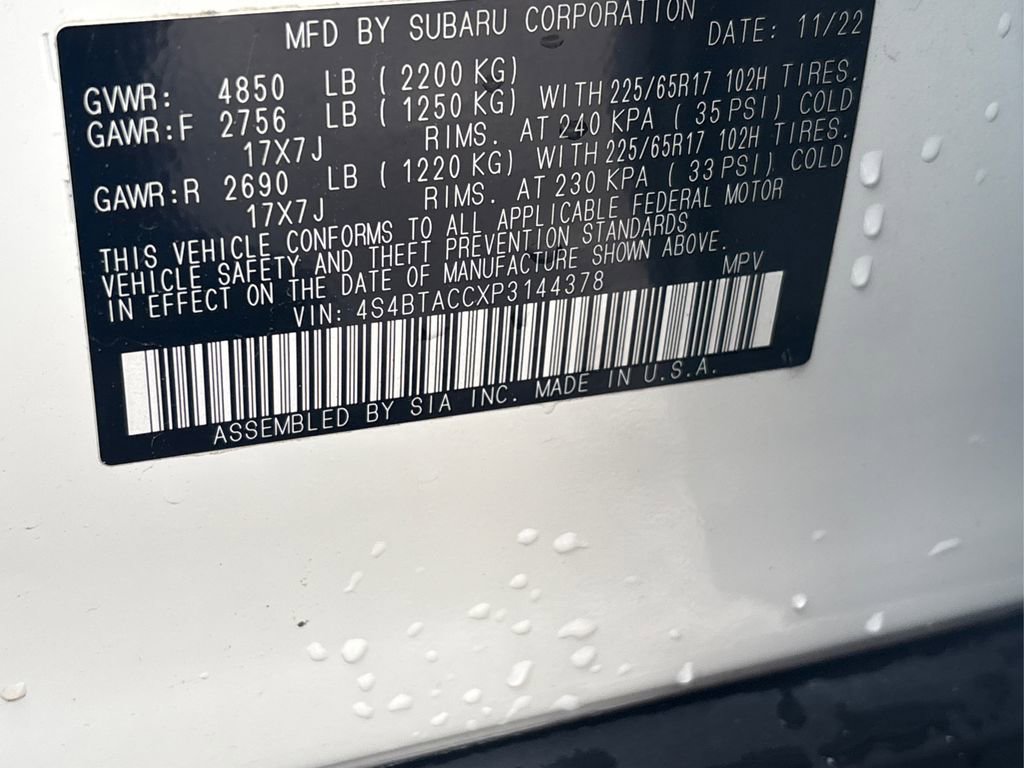 MFD BY SUBARU CORPORATION DATE: 11/22
GVWR: 4850 LB ( 2200 KG)
GAWR:F 2756 LB ( 1250 KG) WITH 225/65R17 102H TIRES.
17X7J RIMS. AT 240 KPA ( 35 PSI) COLD
GAWR:R 2690 LB ( 1220 KG) WITH 225/65R17 102H TIRES.
17X7J RIMS. AT 230 KPA ( 33 PSI) COLD
THIS VEHICLE CONFORMS TO ALL APPLICABLE FEDERAL MOTOR
VEHICLE SAFETY AND THEFT PREVENTION STANDARDS
IN EFFECT ON THE DATE OF MANUFACTURE SHOWN ABOVE.
VIN: 4S4BTACCXP3144378 MPV
ASSEMBLED BY SIA INC. MADE IN U.S.A.